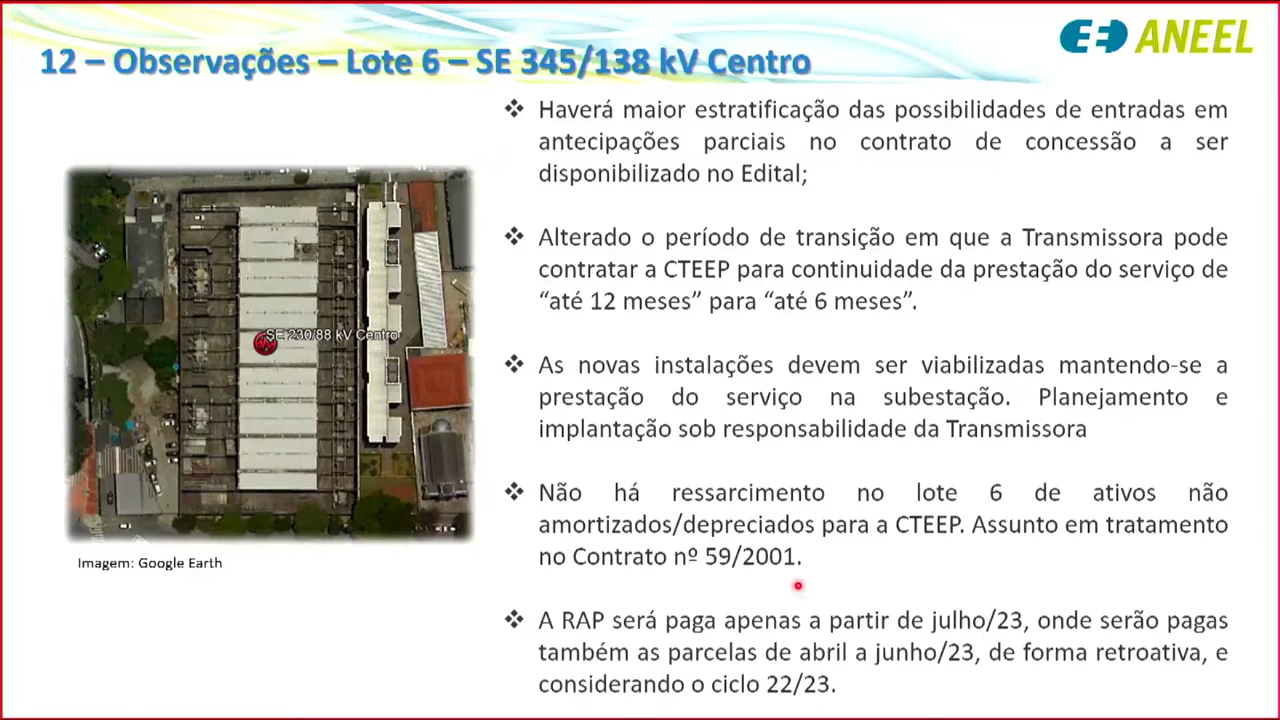 12 – Observações – Lote 6 – SE 345/138 kV Centro
ANEEL
❖ Haverá maior estratificação das possibilidades de entradas em
antecipações parciais no contrato de concessão a ser
disponibilizado no Edital;
❖ Alterado o período de transição em que a Transmissora pode
contratar a CTEEP para continuidade da prestação do serviço de
“até 12 meses” para “até 6 meses”.
❖ As novas instalações devem ser viabilizadas mantendo-se a
prestação do serviço na subestação. Planejamento e
implantação sob responsabilidade da Transmissora
❖ Não há ressarcimento no lote 6 de ativos não
amortizados/depreciados para a CTEEP. Assunto em tratamento
no Contrato nº 59/2001.
❖ A RAP será paga apenas a partir de julho/23, onde serão pagas
também as parcelas de abril a junho/23, de forma retroativa, e
considerando o ciclo 22/23.
SE 230/88 kV Centro
Imagem: Google Earth